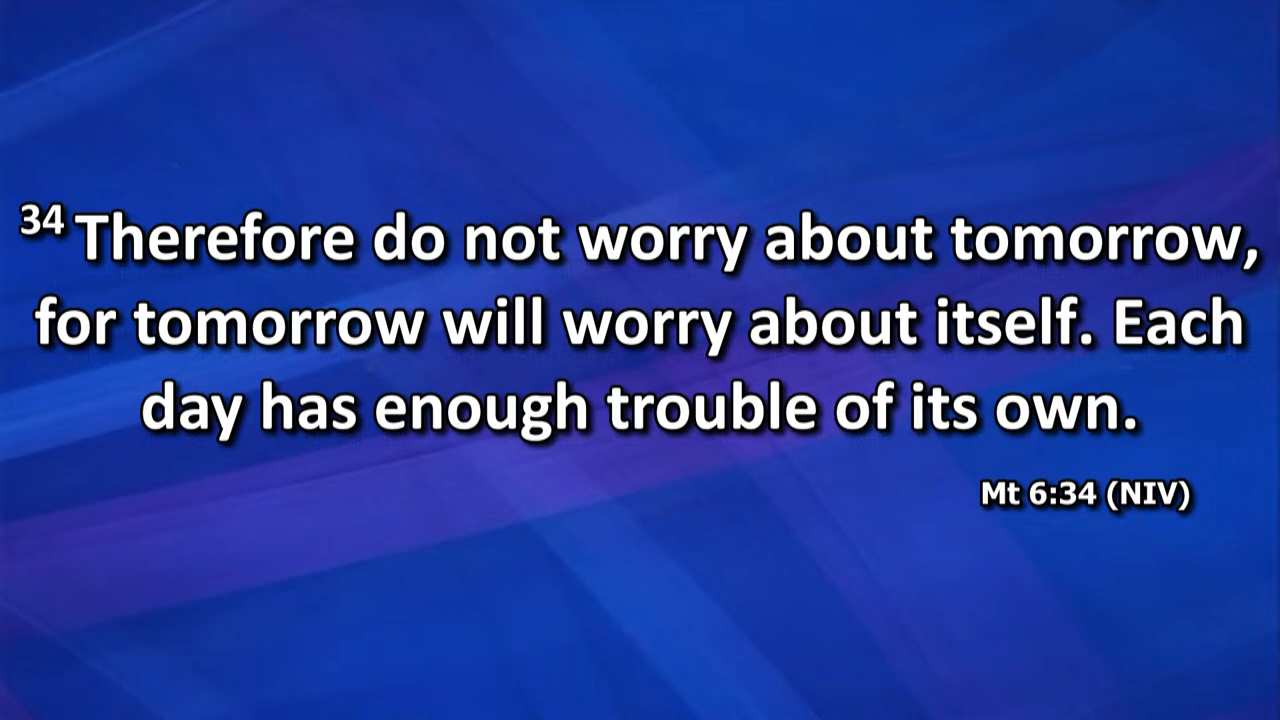 34 Therefore do not worry about tomorrow,
for tomorrow will worry about itself. Each
day has enough trouble of its own.
Mt 6:34 (NIV)